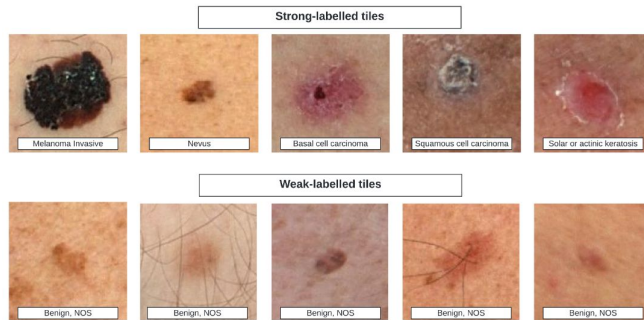 Strong-labelled tiles
Melanoma Invasive
Nevus
Basal cell carcinoma
Squamous cell carcinoma
Solar or actinic keratosis
Weak-labelled tiles
Benign, NOS
Benign, NOS
Benign, NOS
Benign, NOS
Benign, NOS